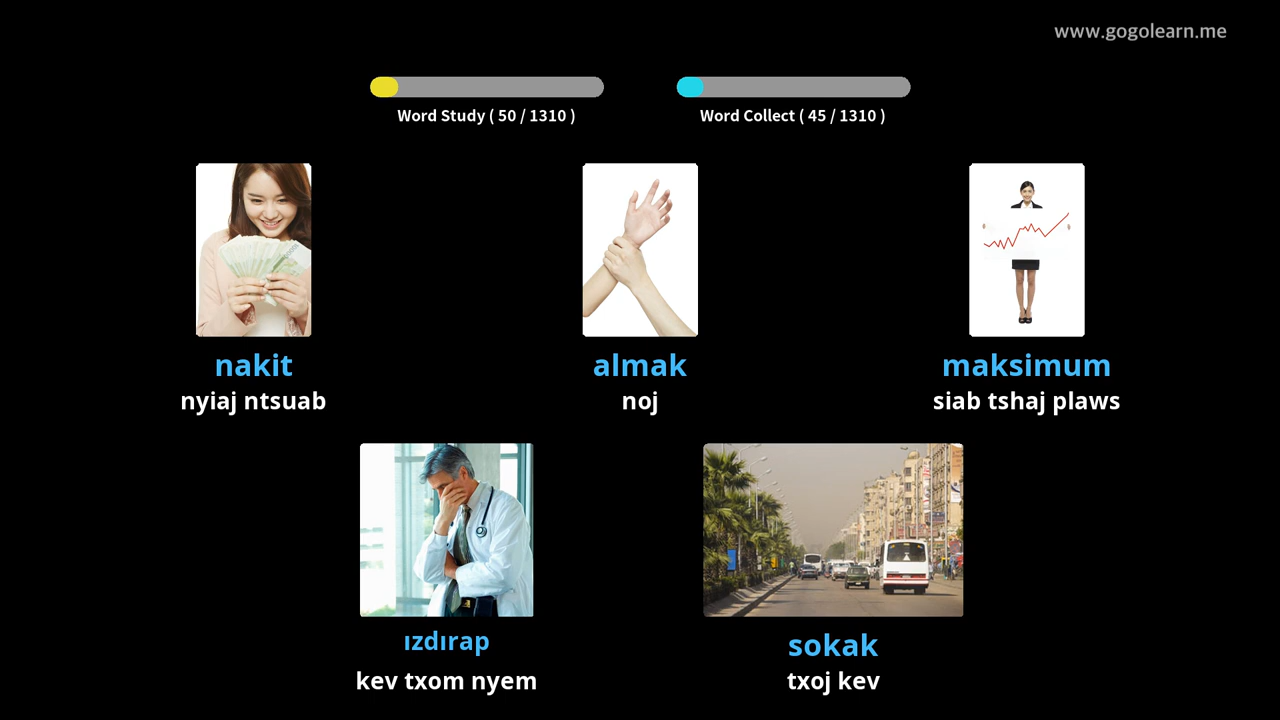 www.gogolearn.me
Word Study ( 50 / 1310 )
Word Collect ( 45 / 1310 )
nakit
nyiaj ntsuab
almak
noj
maksimum
siab tshaj plaws
ızdırap
kev txom nyem
sokak
txoj kev